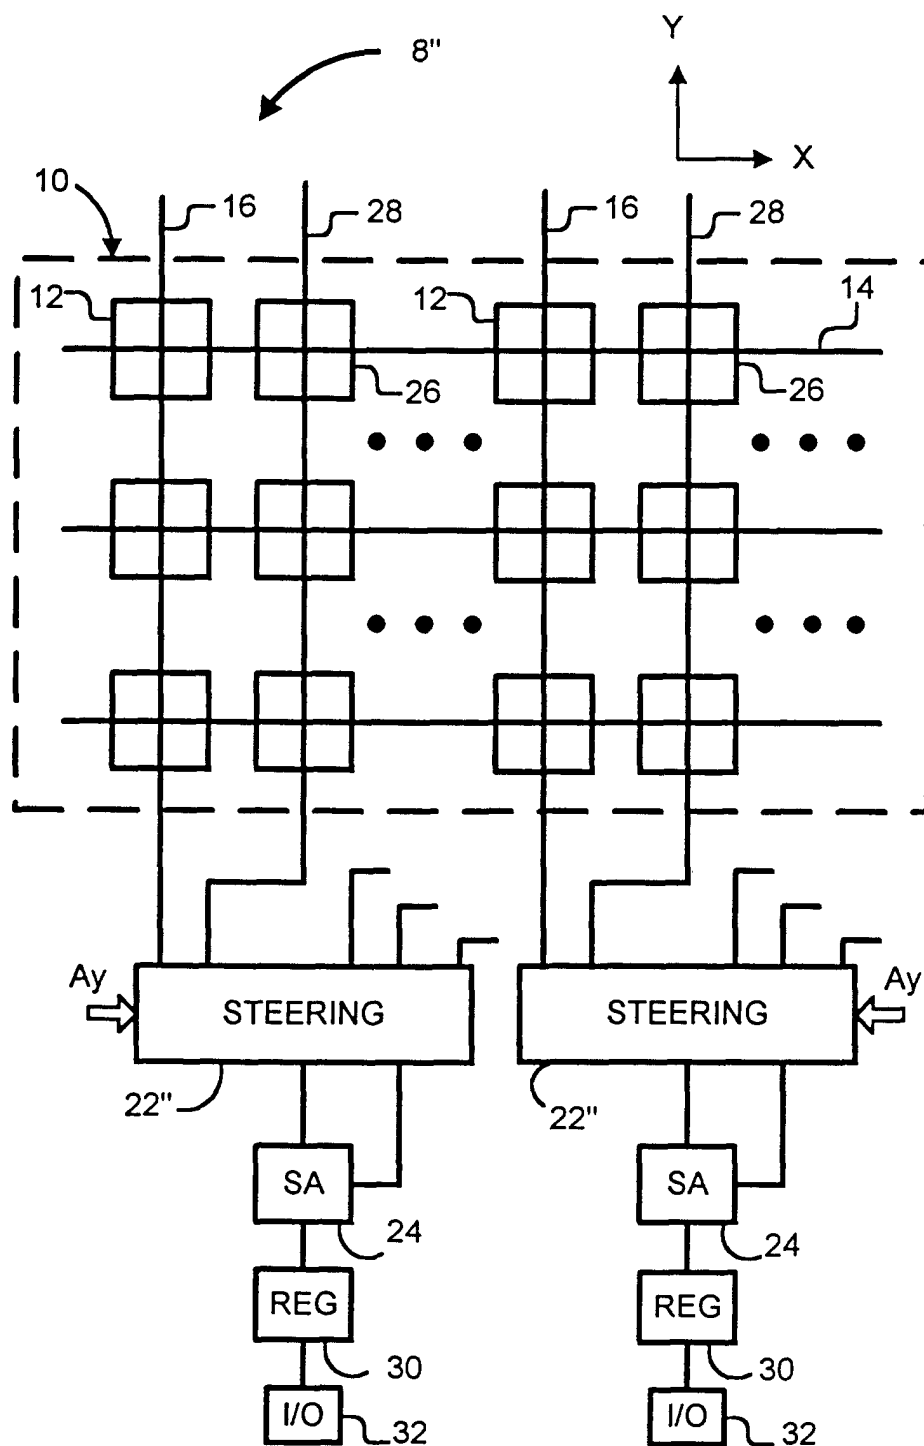 Y
8"
X
10
16
28
16
28
12
12
14
26
26
Ay
STEERING
STEERING
Ay
22"
22"
SA
SA
24
24
REG
REG
30
30
I/O
32
I/O
32